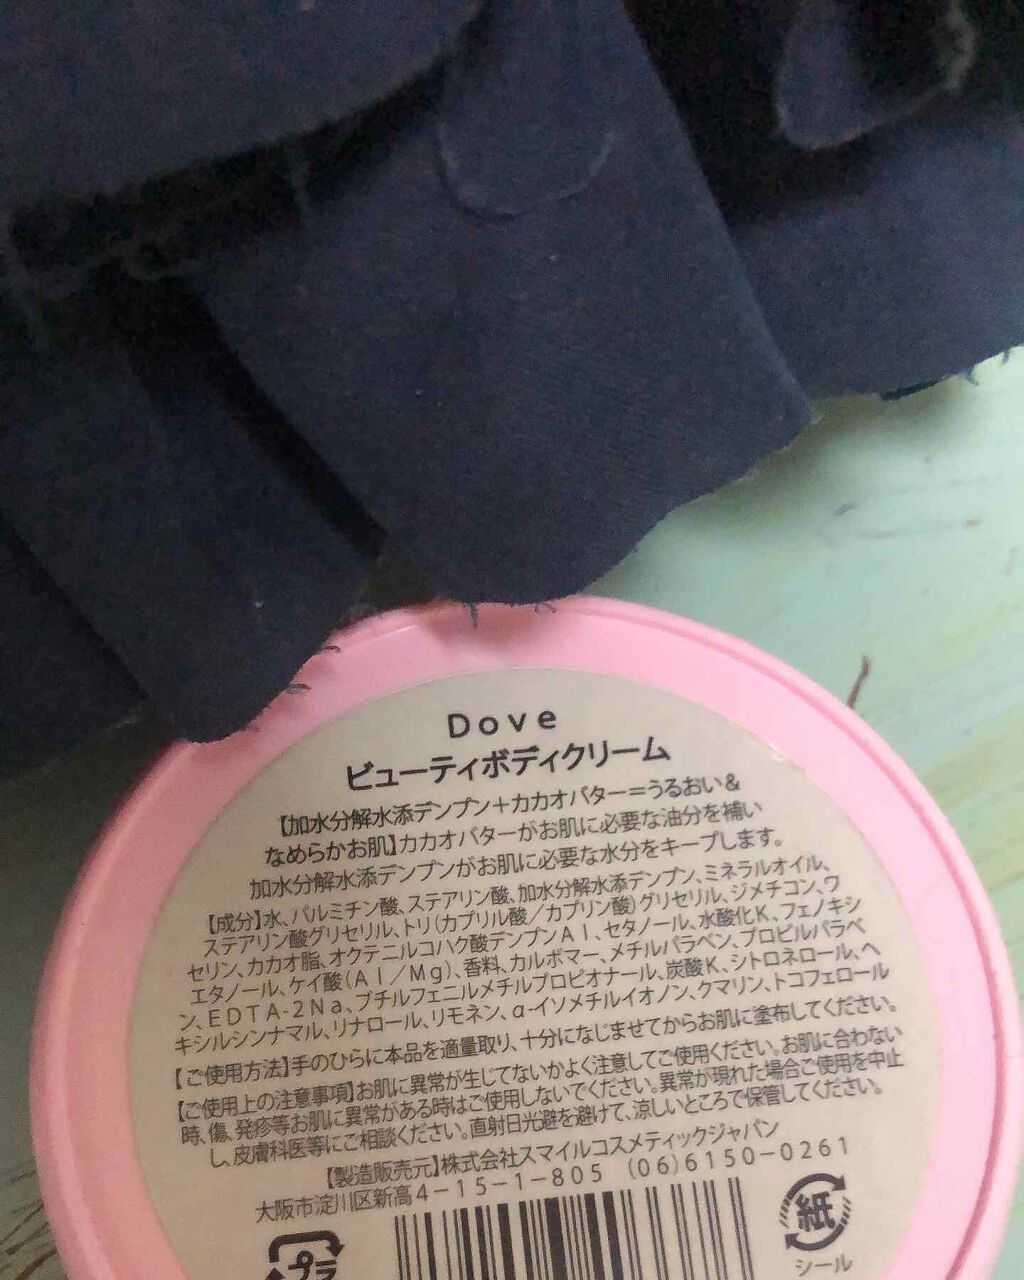 Dove
ビューティボディクリーム
【加水分解水添デンプン+カカオバター=うるおい&
なめらかお肌】カカオバターがお肌に必要な油分を補い
加水分解水添デンプンがお肌に必要な水分をキープします。
【成分】水、パルミチン酸、ステアリン酸、加水分解水添デンプン、ミネラルオイル、
ステアリン酸グリセリル、トリ(カプリル酸/カプリン酸)グリセリル、ジメチコン、ワ
セリン、カカオ脂、オクテニルコハク酸デンプンAl、セタノール、水酸化K、フェノキシ
エタノール、ケイ酸(Al/Mg)、香料、カルボマー、メチルパラベン、プロピルパラベ
ン、EDTA-2Na、ブチルフェニルメチルプロピオナール、炭酸K、シトロネロール、ヘ
キシルシンナマル、リナロール、リモネン、α-イソメチルイオノン、クマリン、トコフェロール
【ご使用方法】手のひらに本品を適量取り、十分になじませてからお肌に塗布してください。
【ご使用上の注意事項】お肌に異常が生じてないかよく注意してご使用ください。お肌に合わない
時、傷、発疹等お肌に異常がある時はご使用しないでください。異常が現れた場合ご使用を中止
し、皮膚科医等にご相談ください。直射日光避を避けて、涼しいところで保管してください。
【製造販売元】株式会社スマイルコスメティックジャパン
大阪市淀川区新高4-15-1-805 (06)6150-0261
プラ
紙
シール